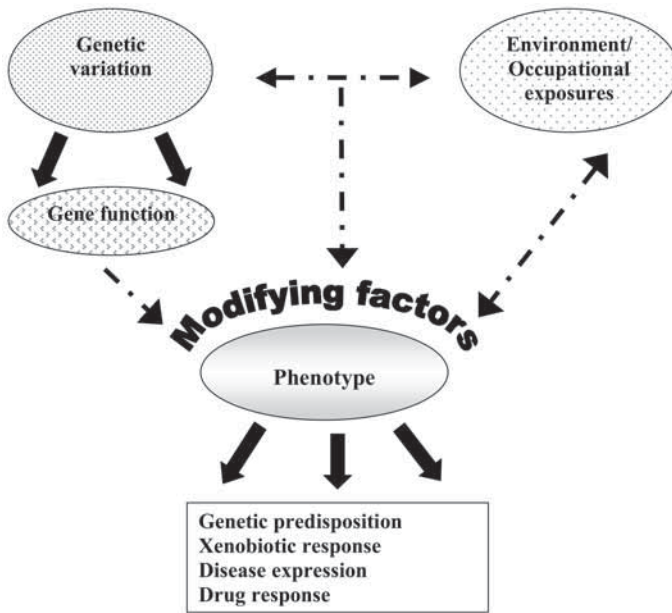 Genetic
variation
Environment/
Occupational
exposures
Gene function
Modifying factors
Phenotype
Genetic predisposition
Xenobiotic response
Disease expression
Drug response